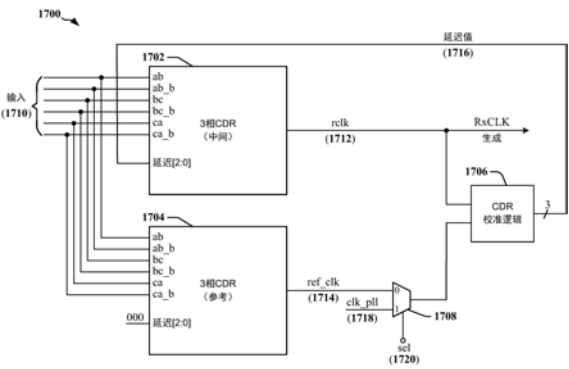 1700
延迟值
(1716)
1702
输入
(1710)
ab
ab_b
bc
bc_b
ca
ca_b
3相CDR
（中间）
延迟[2:0]
rclk
(1712)
RxCLK
生成
1706
CDR
校准逻辑
3
1704
ab
ab_b
bc
bc_b
ca
ca_b
3相CDR
（参考）
000
延迟[2:0]
ref_clk
(1714)
clk_pll
(1718)
0
1
1708
sel
(1720)